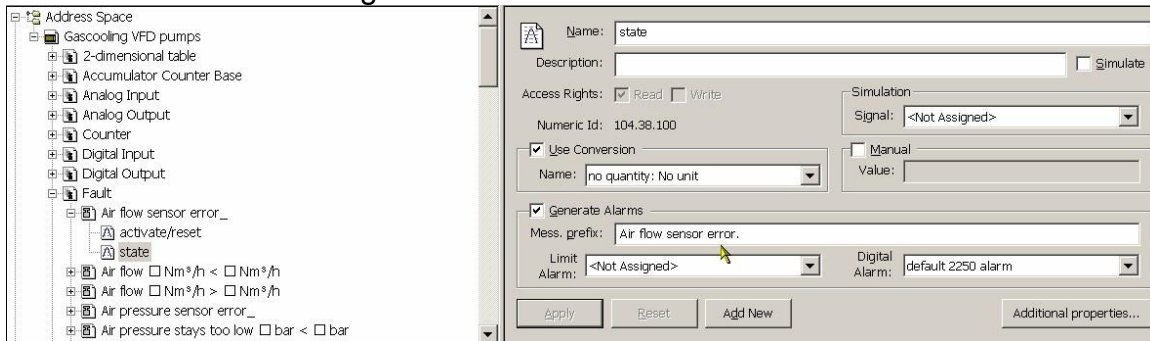 Address Space
Gascooling VFD pumps
2-dimensional table
Accumulator Counter Base
Analog Input
Analog Output
Counter
Digital Input
Digital Output
Fault
Air flow sensor error_
activate/reset
state
Air flow □ Nm³/h < □ Nm³/h
Air flow □ Nm³/h > □ Nm³/h
Air pressure sensor error_
Air pressure stays too low □ bar < □ bar
Name: state
Description: Simulate
Access Rights: Read Write
Numeric Id: 104.38.100
Simulation
Signal: <Not Assigned>
Use Conversion
Name: no quantity: No unit
Manual
Value:
Generate Alarms
Mess. prefix: Air flow sensor error.
Limit Alarm: <Not Assigned>
Digital Alarm: default 2250 alarm
Apply Reset Add New Additional properties...